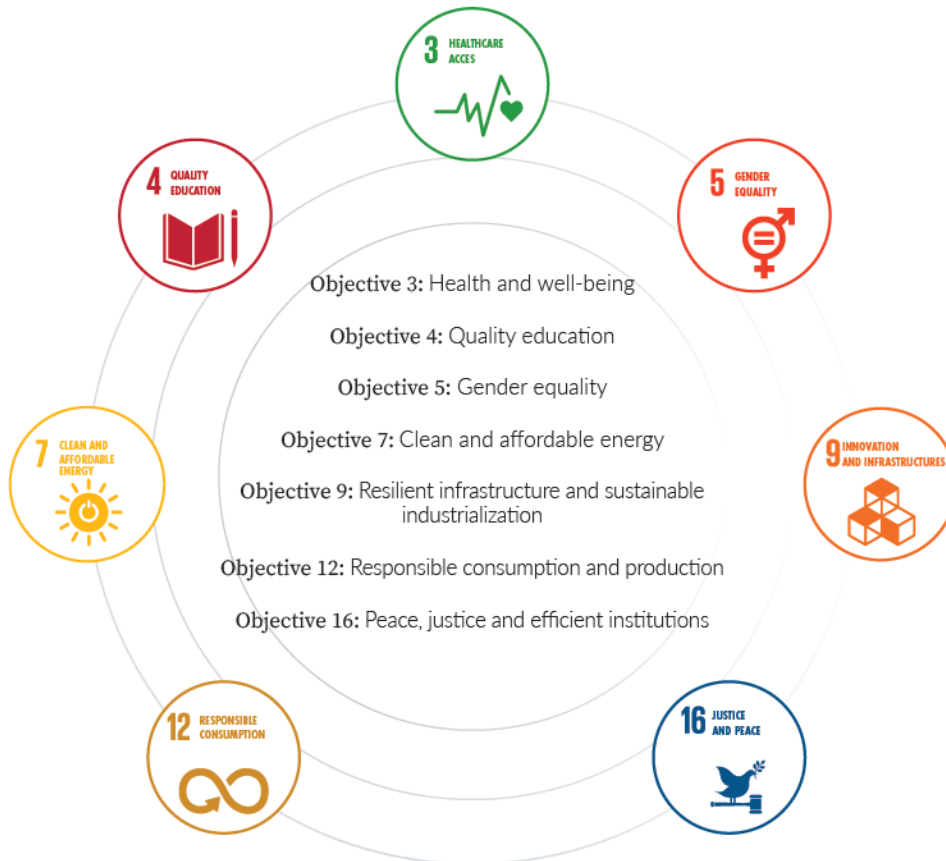 3 HEALTHCARE
ACCES
4 QUALITY
EDUCATION
5 GENDER
EQUALITY
Objective 3: Health and well-being
Objective 4: Quality education
Objective 5: Gender equality
Objective 7: Clean and affordable energy
Objective 9: Resilient infrastructure and sustainable
industrialization
Objective 12: Responsible consumption and production
Objective 16: Peace, justice and efficient institutions
7 CLEAN AND
AFFORDABLE
ENERGY
9 INNOVATION
AND INFRASTRUCTURES
12 RESPONSIBLE
CONSUMPTION
16 JUSTICE
AND PEACE